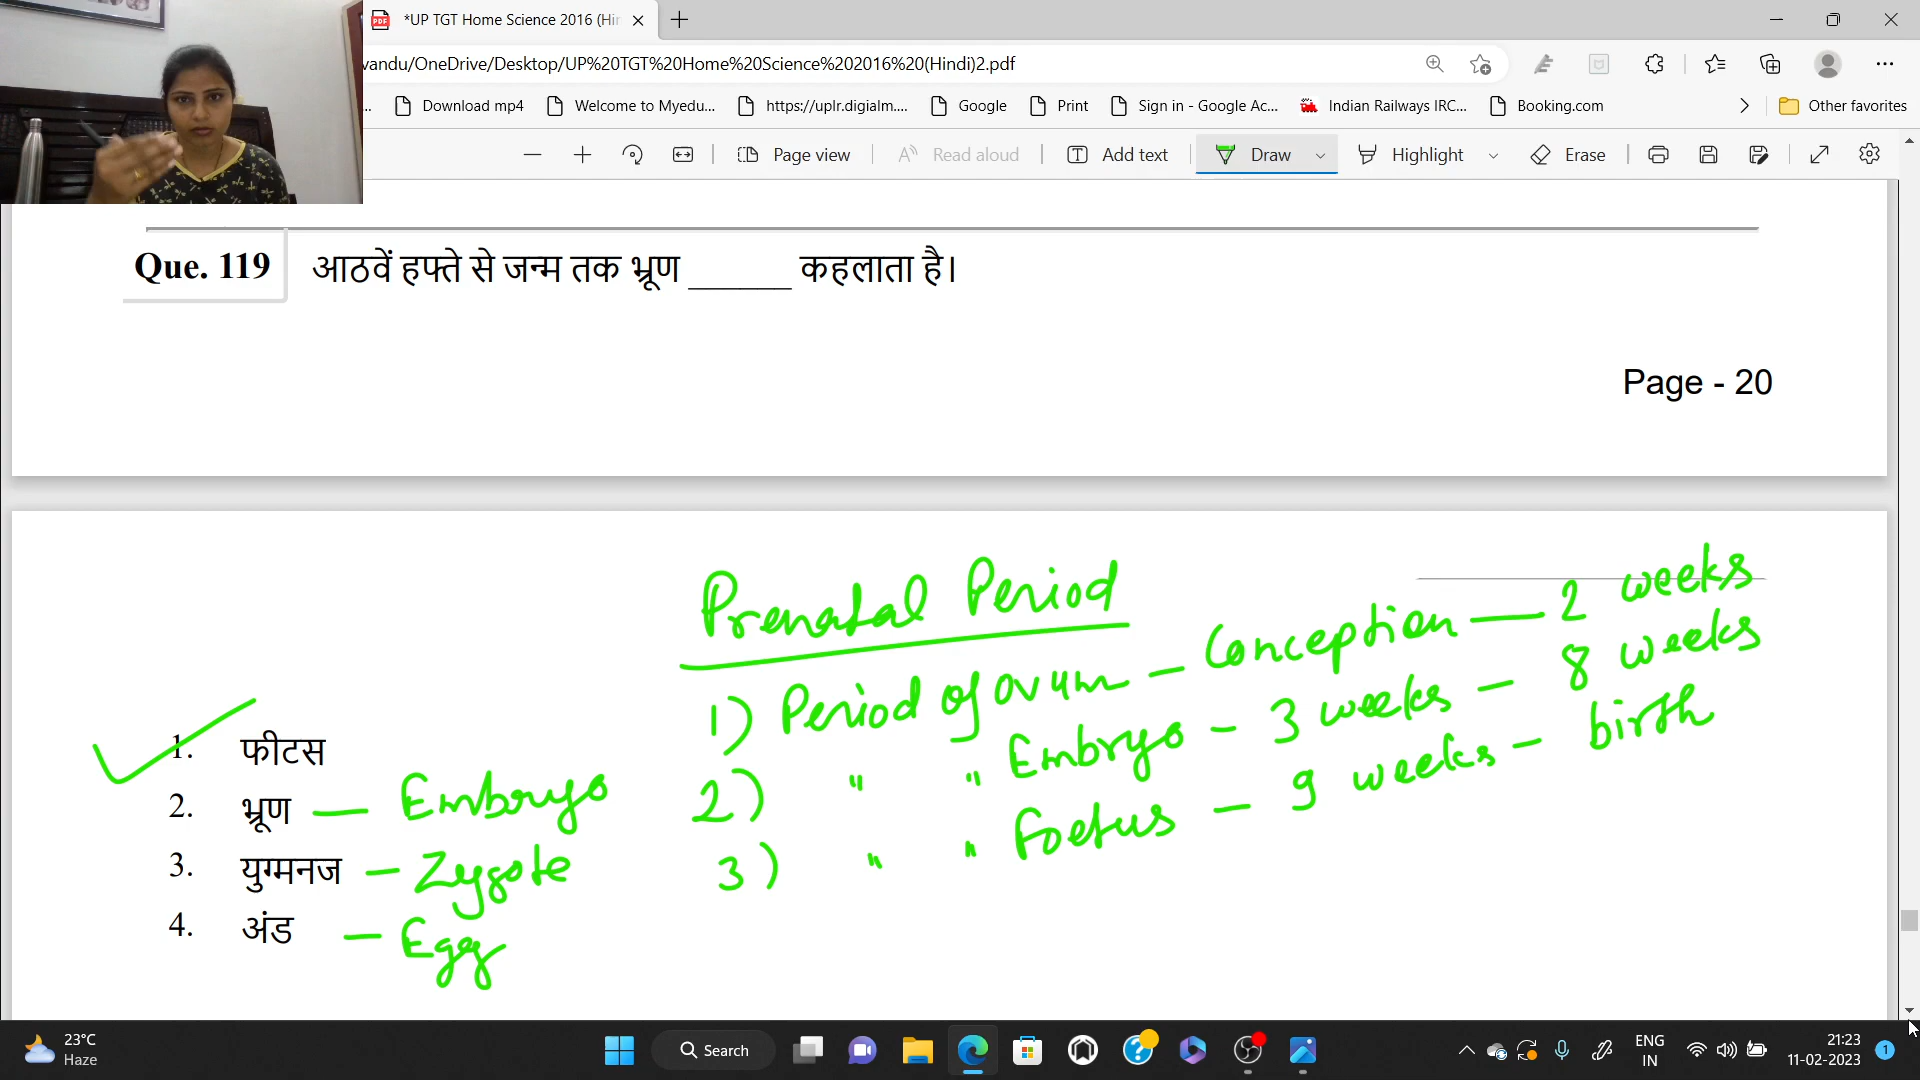 *UP TGT Home Science 2016 (Hin
vandu/OneDrive/Desktop/UP%20TGT%20Home%20Science%202016%20(Hindi)2.pdf
... Download mp4 Welcome to Myedu... https://uplr.digialm.... Google Print Sign in - Google Ac... Indian Railways IRC... Booking.com Other favorites
Page view Read aloud Add text Draw Highlight Erase
Que. 119 आठवें हफ्ते से जन्म तक भ्रूण ______ कहलाता है।
Page - 20
Prenatal Period
1) Period of ovum — Conception — 2 weeks
2) " " Embryo — 3 weeks — 8 weeks
3) " " Foetus — 9 weeks — birth
1. फीटस
2. भ्रूण — Embryo
3. युग्मनज — Zygote
4. अंड — Egg
23°C
Haze
Search
ENG
IN
21:23
11-02-2023
1